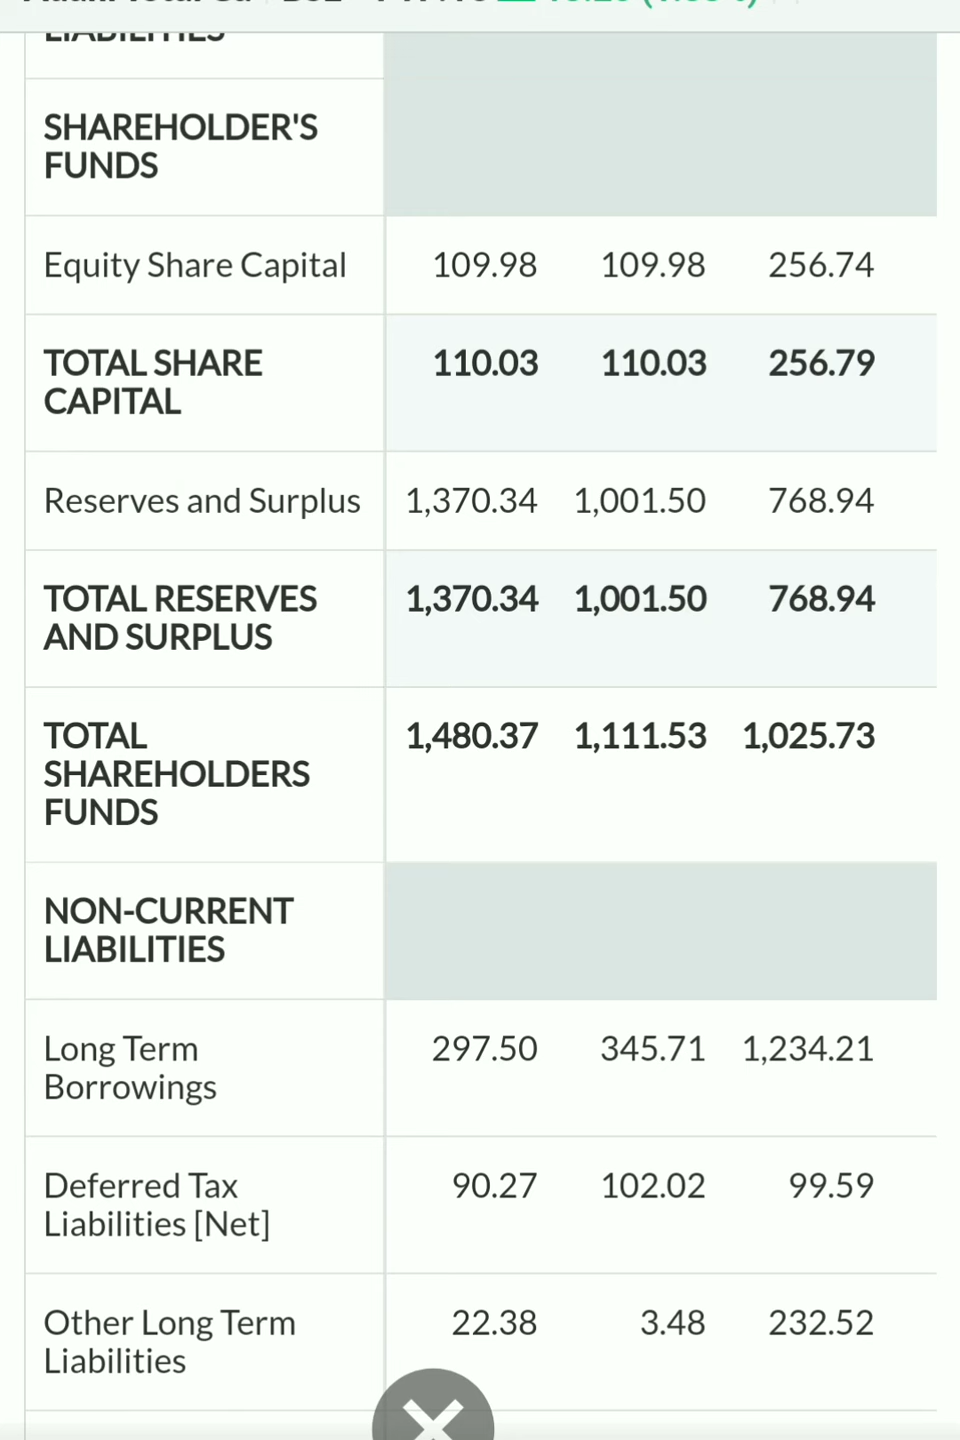 LIABILITIES
SHAREHOLDER'S
FUNDS
Equity Share Capital 109.98 109.98 256.74
TOTAL SHARE 110.03 110.03 256.79
CAPITAL
Reserves and Surplus 1,370.34 1,001.50 768.94
TOTAL RESERVES 1,370.34 1,001.50 768.94
AND SURPLUS
TOTAL 1,480.37 1,111.53 1,025.73
SHAREHOLDERS
FUNDS
NON-CURRENT
LIABILITIES
Long Term 297.50 345.71 1,234.21
Borrowings
Deferred Tax 90.27 102.02 99.59
Liabilities [Net]
Other Long Term 22.38 3.48 232.52
Liabilities